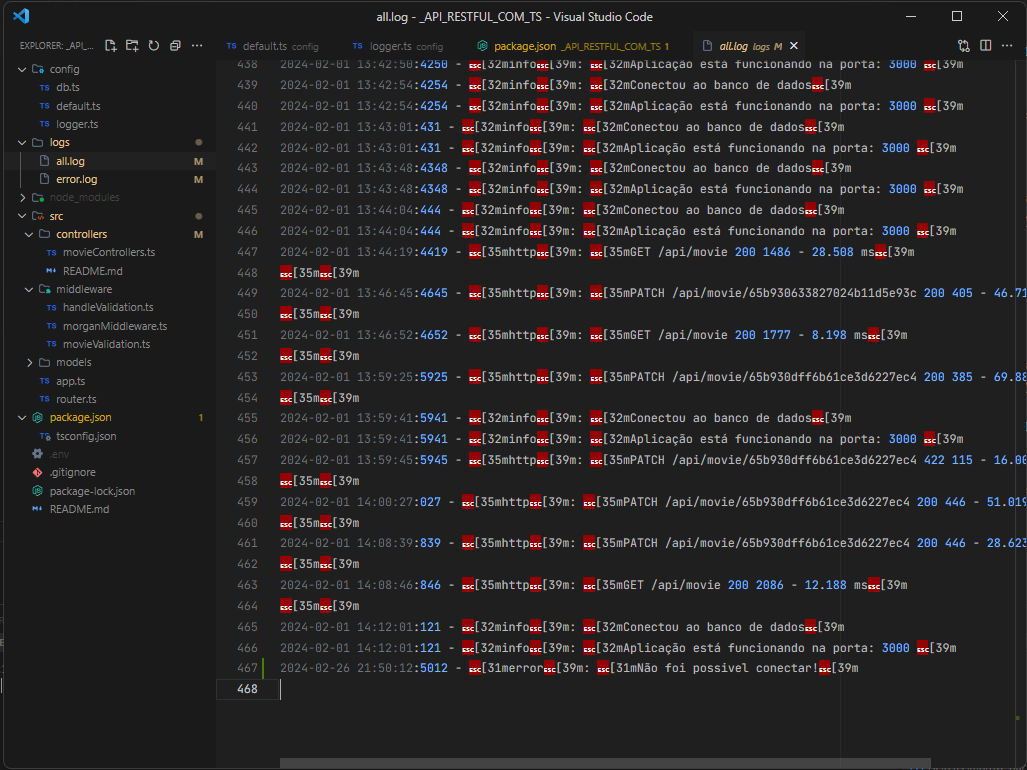 all.log - _API_RESTFUL_COM_TS - Visual Studio Code
EXPLORER: _API_...
TS default.ts config
TS logger.ts config
package.json _API_RESTFUL_COM_TS 1
all.log logs M
config
TS db.ts
TS default.ts
TS logger.ts
logs
all.log M
error.log M
node_modules
src
controllers M
TS movieControllers.ts
README.md
middleware
TS handleValidation.ts
TS morganMiddleware.ts
TS movieValidation.ts
models
TS app.ts
TS router.ts
package.json 1
tsconfig.json
.env
.gitignore
package-lock.json
README.md
438 2024-02-01 13:42:50:4250 - ESC[32minfoESC[39m: ESC[32mAplicação está funcionando na porta: 3000 ESC[39m
439 2024-02-01 13:42:54:4254 - ESC[32minfoESC[39m: ESC[32mConectou ao banco de dadosESC[39m
440 2024-02-01 13:42:54:4254 - ESC[32minfoESC[39m: ESC[32mAplicação está funcionando na porta: 3000 ESC[39m
441 2024-02-01 13:43:01:431 - ESC[32minfoESC[39m: ESC[32mConectou ao banco de dadosESC[39m
442 2024-02-01 13:43:01:431 - ESC[32minfoESC[39m: ESC[32mAplicação está funcionando na porta: 3000 ESC[39m
443 2024-02-01 13:43:48:4348 - ESC[32minfoESC[39m: ESC[32mConectou ao banco de dadosESC[39m
444 2024-02-01 13:43:48:4348 - ESC[32minfoESC[39m: ESC[32mAplicação está funcionando na porta: 3000 ESC[39m
445 2024-02-01 13:44:04:444 - ESC[32minfoESC[39m: ESC[32mConectou ao banco de dadosESC[39m
446 2024-02-01 13:44:04:444 - ESC[32minfoESC[39m: ESC[32mAplicação está funcionando na porta: 3000 ESC[39m
447 2024-02-01 13:44:19:4419 - ESC[35mhttpESC[39m: ESC[35mGET /api/movie 200 1486 - 28.508 msESC[39m
448 ESC[35mESC[39m
449 2024-02-01 13:46:45:4645 - ESC[35mhttpESC[39m: ESC[35mPATCH /api/movie/65b930633827024b11d5e93c 200 405 - 46.71
450 ESC[35mESC[39m
451 2024-02-01 13:46:52:4652 - ESC[35mhttpESC[39m: ESC[35mGET /api/movie 200 1777 - 8.198 msESC[39m
452 ESC[35mESC[39m
453 2024-02-01 13:59:25:5925 - ESC[35mhttpESC[39m: ESC[35mPATCH /api/movie/65b930dff6b61ce3d6227ec4 200 385 - 69.88
454 ESC[35mESC[39m
455 2024-02-01 13:59:41:5941 - ESC[32minfoESC[39m: ESC[32mConectou ao banco de dadosESC[39m
456 2024-02-01 13:59:41:5941 - ESC[32minfoESC[39m: ESC[32mAplicação está funcionando na porta: 3000 ESC[39m
457 2024-02-01 13:59:45:5945 - ESC[35mhttpESC[39m: ESC[35mPATCH /api/movie/65b930dff6b61ce3d6227ec4 422 115 - 16.00
458 ESC[35mESC[39m
459 2024-02-01 14:00:27:027 - ESC[35mhttpESC[39m: ESC[35mPATCH /api/movie/65b930dff6b61ce3d6227ec4 200 446 - 51.019
460 ESC[35mESC[39m
461 2024-02-01 14:08:39:839 - ESC[35mhttpESC[39m: ESC[35mPATCH /api/movie/65b930dff6b61ce3d6227ec4 200 446 - 28.623
462 ESC[35mESC[39m
463 2024-02-01 14:08:46:846 - ESC[35mhttpESC[39m: ESC[35mGET /api/movie 200 2086 - 12.188 msESC[39m
464 ESC[35mESC[39m
465 2024-02-01 14:12:01:121 - ESC[32minfoESC[39m: ESC[32mConectou ao banco de dadosESC[39m
466 2024-02-01 14:12:01:121 - ESC[32minfoESC[39m: ESC[32mAplicação está funcionando na porta: 3000 ESC[39m
467 2024-02-26 21:50:12:5012 - ESC[31merrorESC[39m: ESC[31mNão foi possivel conectar!ESC[39m
468